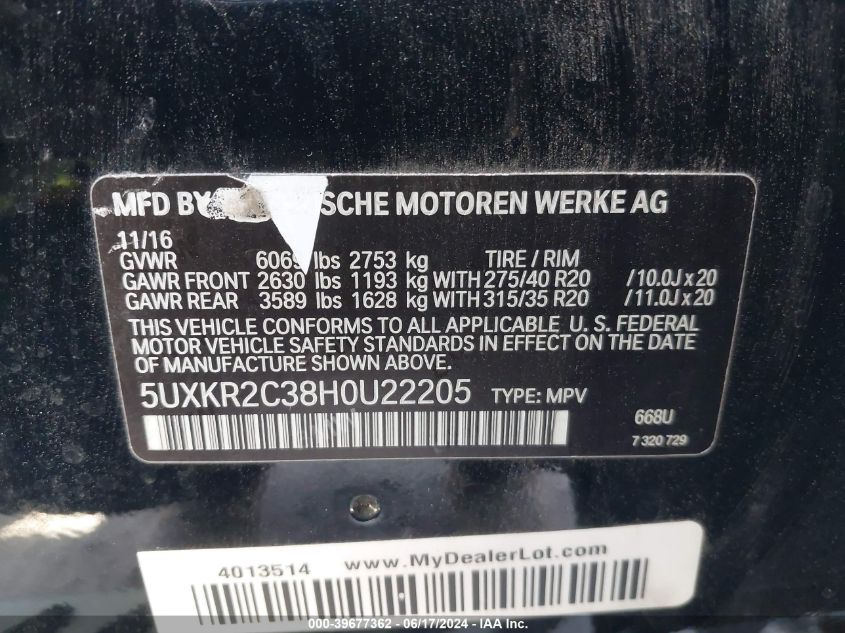 MFD BY SCHE MOTOREN WERKE AG
11/16
GVWR 6069 lbs 2753 kg TIRE / RIM
GAWR FRONT 2630 lbs 1193 kg WITH 275/40 R20 /10.0J x 20
GAWR REAR 3589 lbs 1628 kg WITH 315/35 R20 /11.0J x 20
THIS VEHICLE CONFORMS TO ALL APPLICABLE U. S. FEDERAL
MOTOR VEHICLE SAFETY STANDARDS IN EFFECT ON THE DATE
OF MANUFACTURE SHOWN ABOVE.
5UXKR2C38H0U22205 TYPE: MPV
668U
7 320 729
4013514 www.MyDealerLot.com
000-39677362 - 06/17/2024 - IAA Inc.